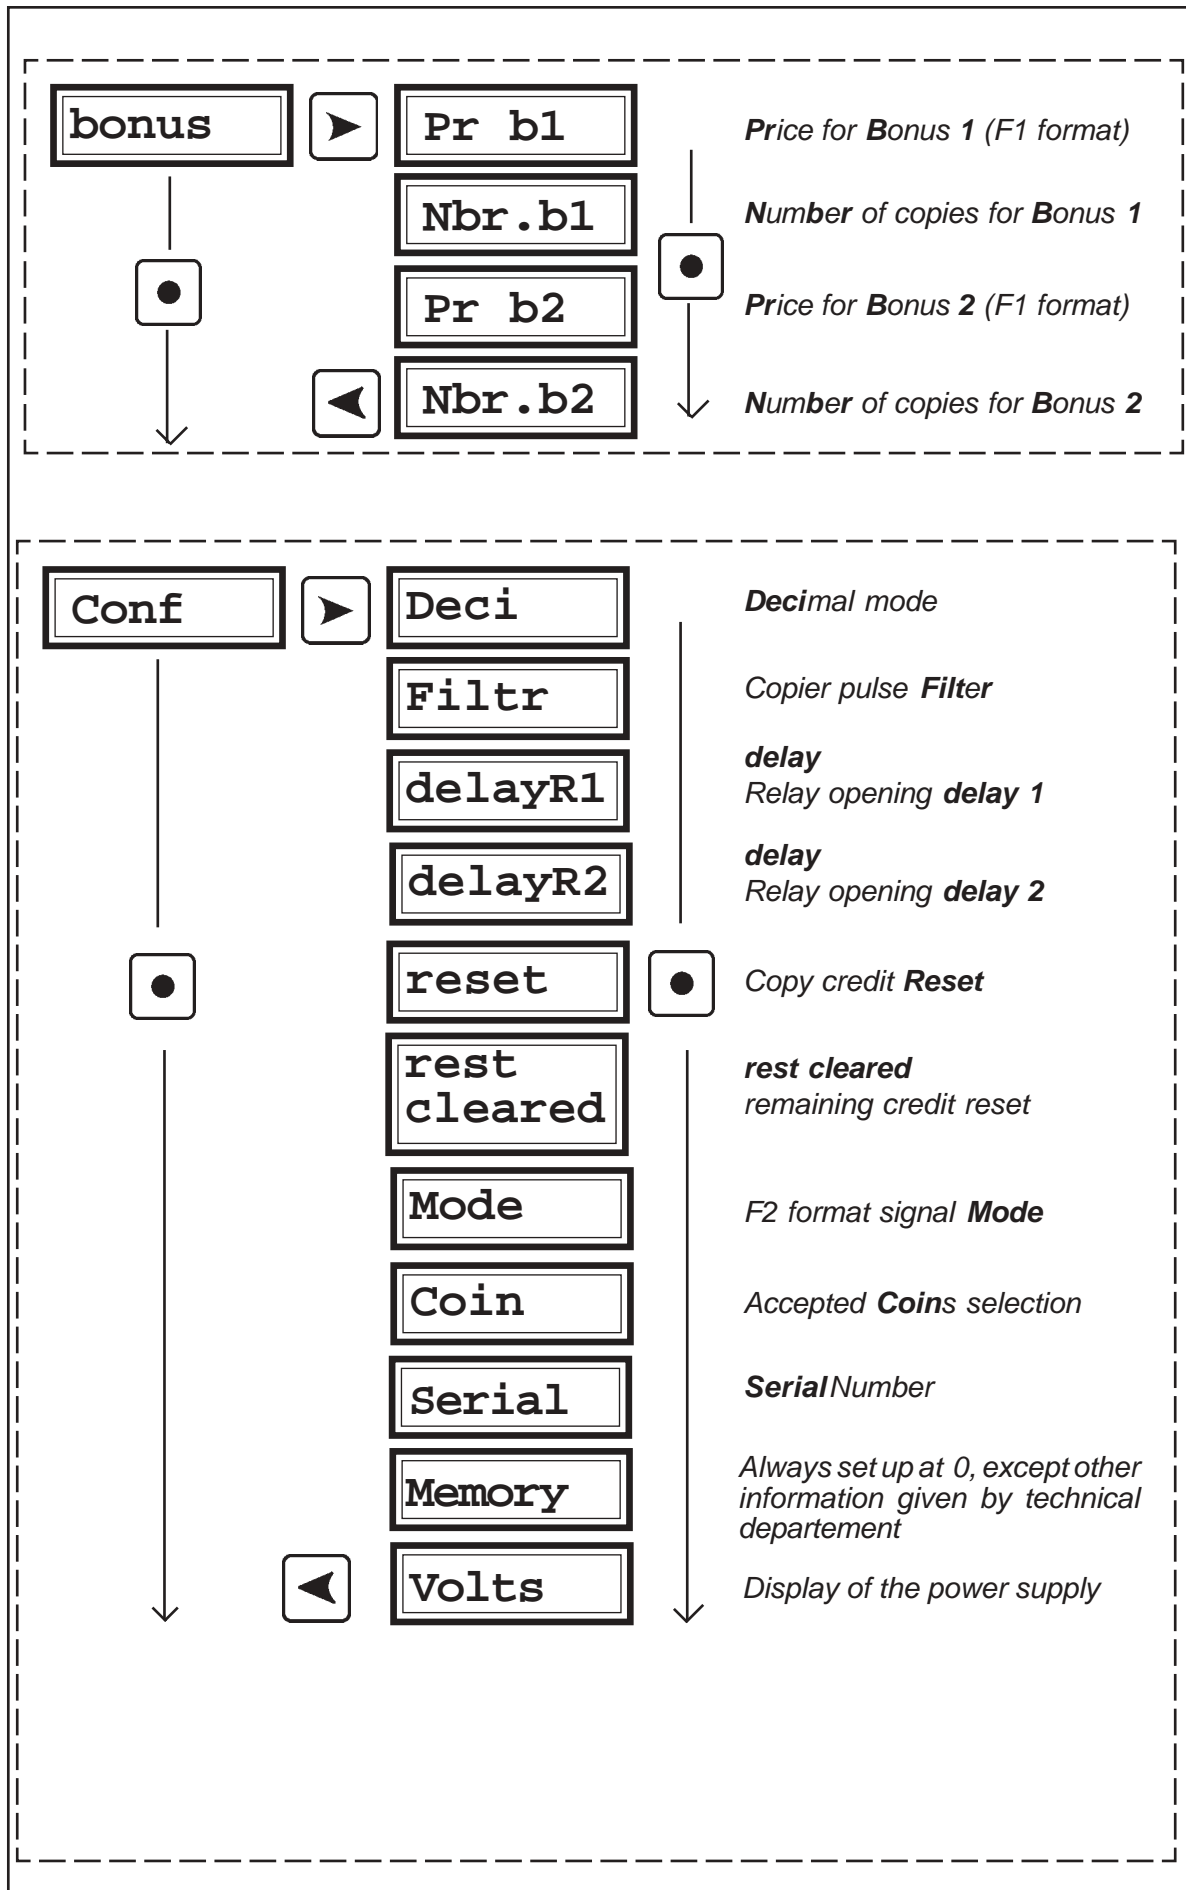 bonus
Pr b1
Price for Bonus 1 (F1 format)
Nbr.b1
Number of copies for Bonus 1
Pr b2
Price for Bonus 2 (F1 format)
Nbr.b2
Number of copies for Bonus 2
Conf
Deci
Decimal mode
Filtr
Copier pulse Filter
delayR1
delay
Relay opening delay 1
delayR2
delay
Relay opening delay 2
reset
Copy credit Reset
rest
cleared
rest cleared
remaining credit reset
Mode
F2 format signal Mode
Coin
Accepted Coins selection
Serial
Serial Number
Memory
Always set up at 0, except other
information given by technical
departement
Volts
Display of the power supply